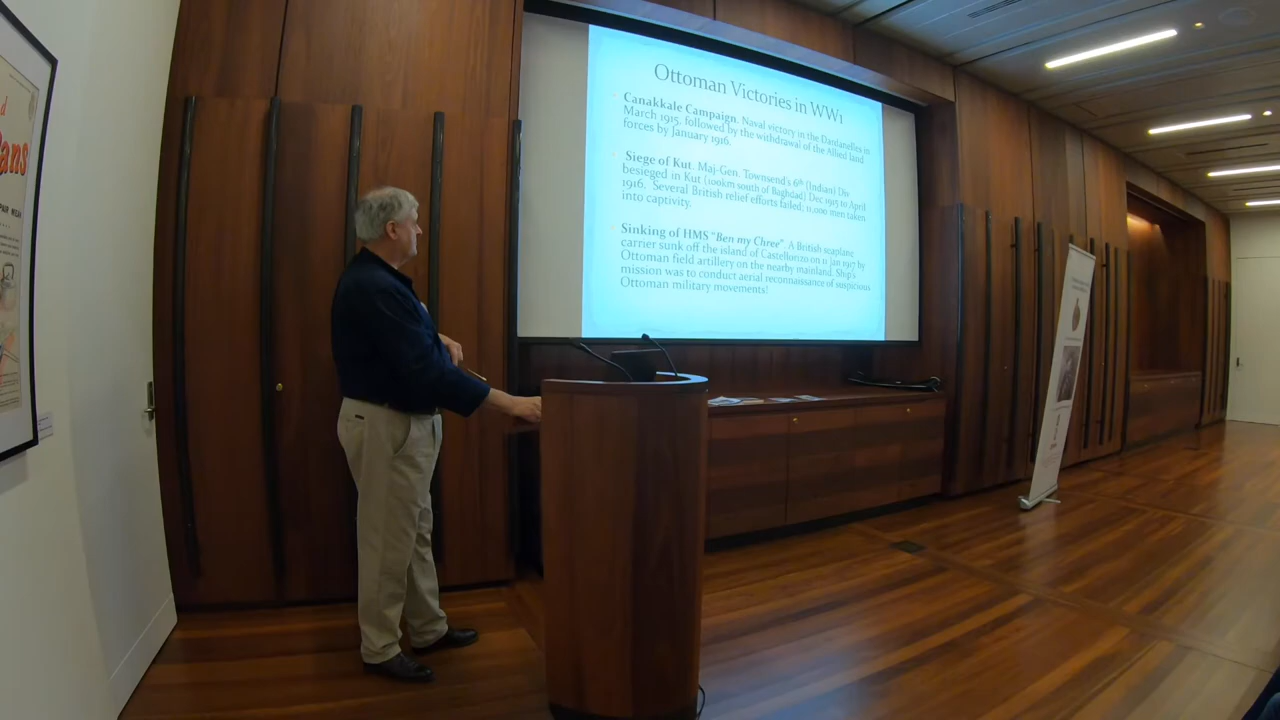 Ottoman Victories in WW1
Canakkale Campaign. Naval victory in the Dardanelles in
March 1915, followed by the withdrawal of the Allied land
forces by January 1916.
Siege of Kut. Maj-Gen. Townsend's 6th (Indian) Div.
besieged in Kut (100km south of Baghdad) Dec 1915 to April
1916. Several British relief efforts failed; 11,000 men taken
into captivity.
Sinking of HMS "Ben my Chree". A British seaplane
carrier sunk off the island of Castellorizo on 11 Jan 1917 by
Ottoman field artillery on the nearby mainland. Ship's
mission was to conduct aerial reconnaissance of suspicious
Ottoman military movements!